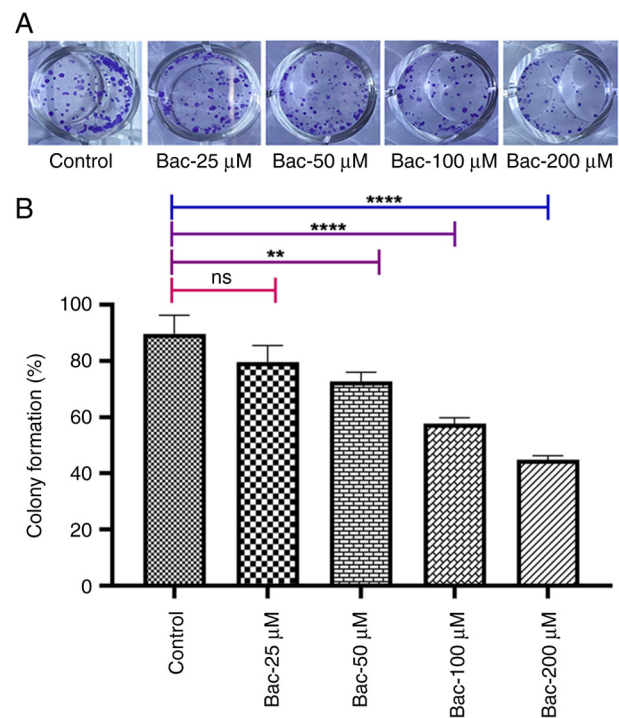 A
Control
Bac-25 μM
Bac-50 μM
Bac-100 μM
Bac-200 μM
B
****
****
**
ns
Colony formation (%)
100
80
60
40
20
0
Control
Bac-25 μM
Bac-50 μM
Bac-100 μM
Bac-200 μM